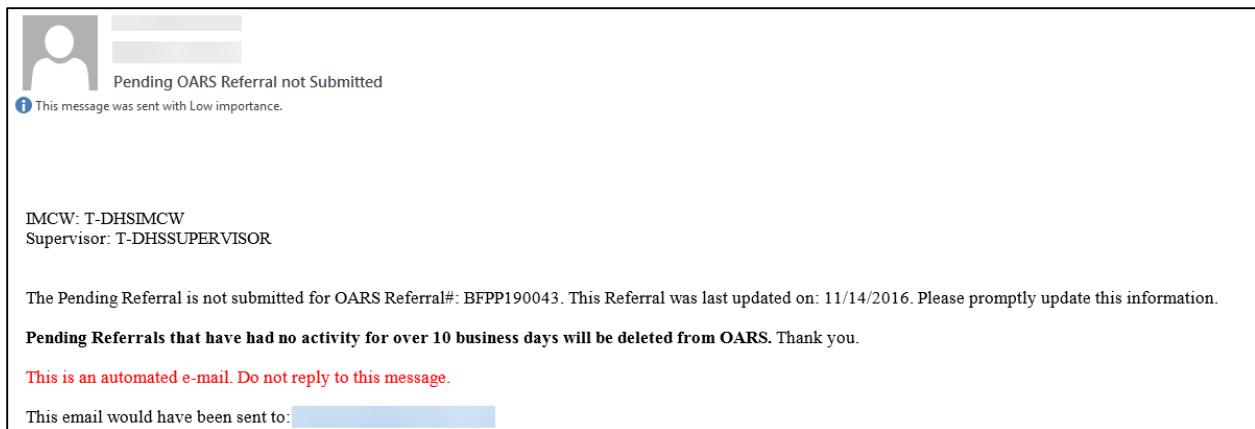 Pending OARS Referral not Submitted
This message was sent with Low importance.
IMCW: T-DHSIMCW
Supervisor: T-DHSSUPERVISOR
The Pending Referral is not submitted for OARS Referral#: BFPP190043. This Referral was last updated on: 11/14/2016. Please promptly update this information.
Pending Referrals that have had no activity for over 10 business days will be deleted from OARS. Thank you.
This is an automated e-mail. Do not reply to this message.
This email would have been sent to: